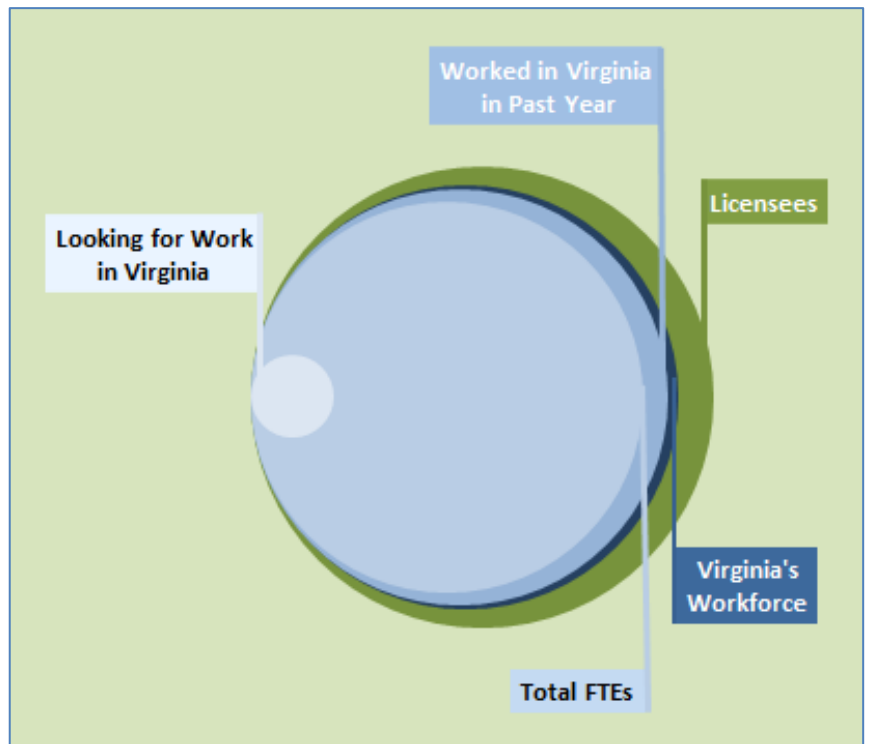 Worked in Virginia
in Past Year
Licensees
Looking for Work
in Virginia
Virginia's
Workforce
Total FTEs